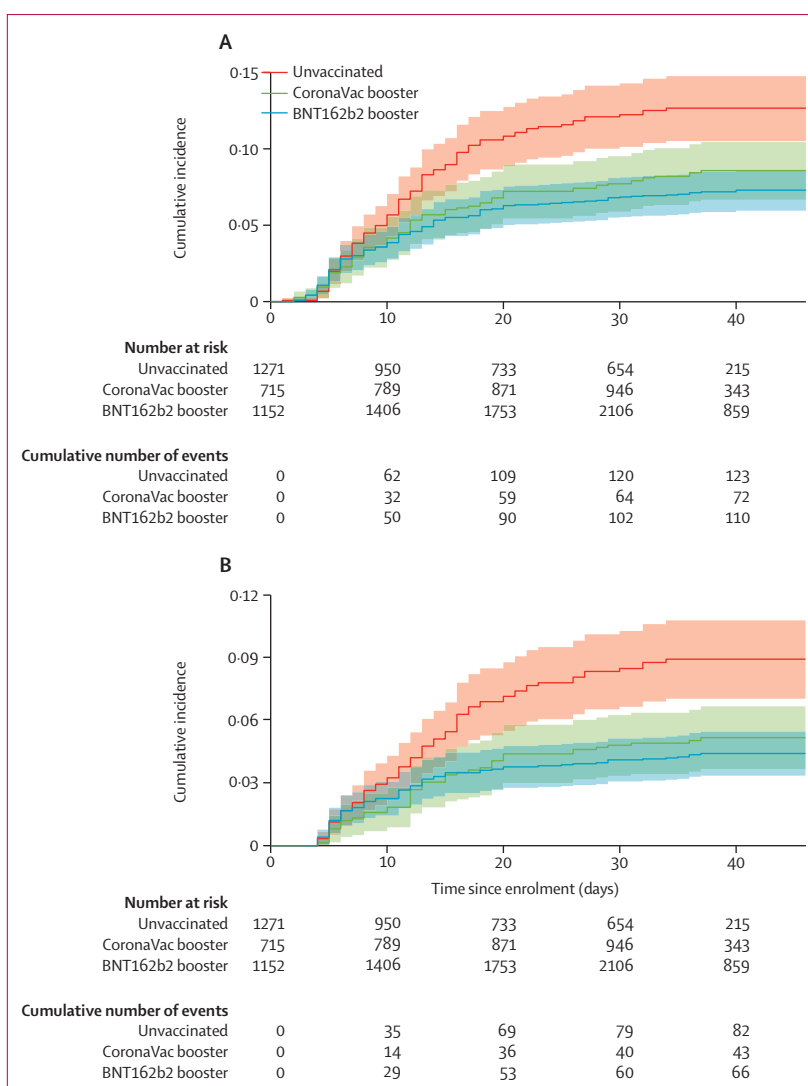 A
0·15
Unvaccinated
CoronaVac booster
BNT162b2 booster
0·10
Cumulative incidence
0·05
0
0 10 20 30 40
Number at risk
Unvaccinated 1271 950 733 654 215
CoronaVac booster 715 789 871 946 343
BNT162b2 booster 1152 1406 1753 2106 859
Cumulative number of events
Unvaccinated 0 62 109 120 123
CoronaVac booster 0 32 59 64 72
BNT162b2 booster 0 50 90 102 110
B
0·12
0·09
Cumulative incidence
0·06
0·03
0
0 10 20 30 40
Time since enrolment (days)
Number at risk
Unvaccinated 1271 950 733 654 215
CoronaVac booster 715 789 871 946 343
BNT162b2 booster 1152 1406 1753 2106 859
Cumulative number of events
Unvaccinated 0 35 69 79 82
CoronaVac booster 0 14 36 40 43
BNT162b2 booster 0 29 53 60 66